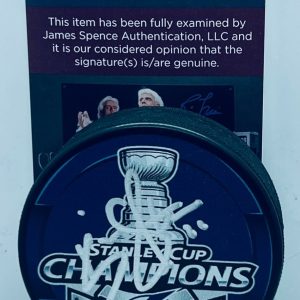 This item has been fully examined by
James Spence Authentication, LLC and
it is our considered opinion that the
signature(s) is/are genuine.
STANLEY CUP
CHAMPIONS